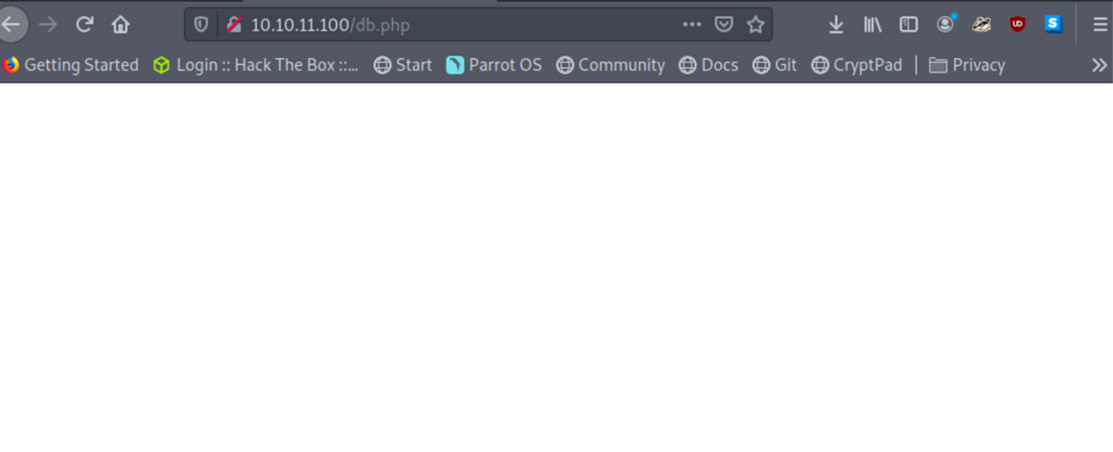 10.10.11.100/db.php
Getting Started Login :: Hack The Box ::... Start Parrot OS Community Docs Git CryptPad Privacy